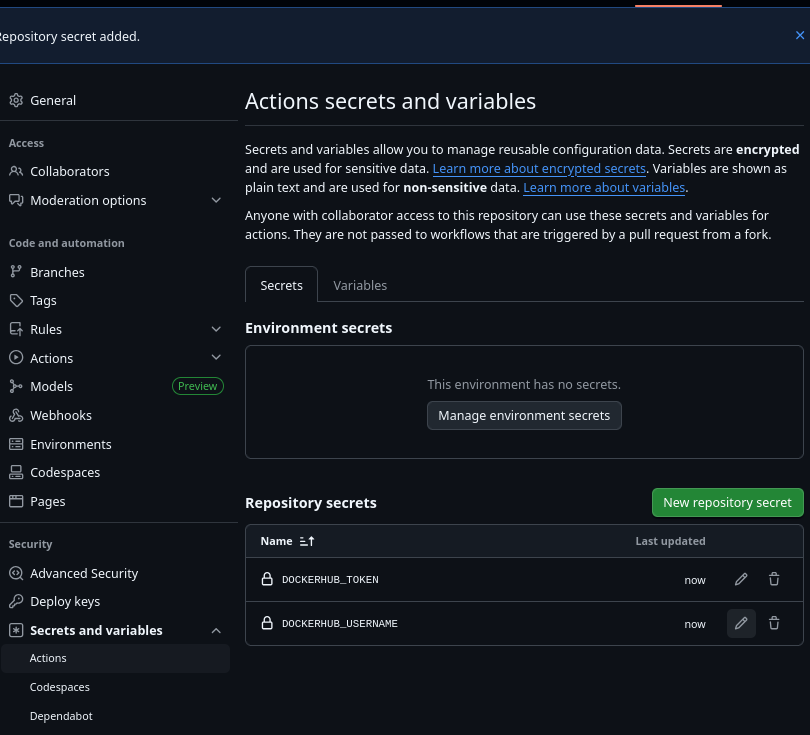 Repository secret added.
General
Access
Collaborators
Moderation options
Code and automation
Branches
Tags
Rules
Actions
Models
Preview
Webhooks
Environments
Codespaces
Pages
Security
Advanced Security
Deploy keys
Secrets and variables
Actions
Codespaces
Dependabot
Actions secrets and variables
Secrets and variables allow you to manage reusable configuration data. Secrets are encrypted
and are used for sensitive data. Learn more about encrypted secrets. Variables are shown as
plain text and are used for non-sensitive data. Learn more about variables.
Anyone with collaborator access to this repository can use these secrets and variables for
actions. They are not passed to workflows that are triggered by a pull request from a fork.
Secrets
Variables
Environment secrets
This environment has no secrets.
Manage environment secrets
Repository secrets
New repository secret
Name
Last updated
DOCKERHUB_TOKEN
now
DOCKERHUB_USERNAME
now